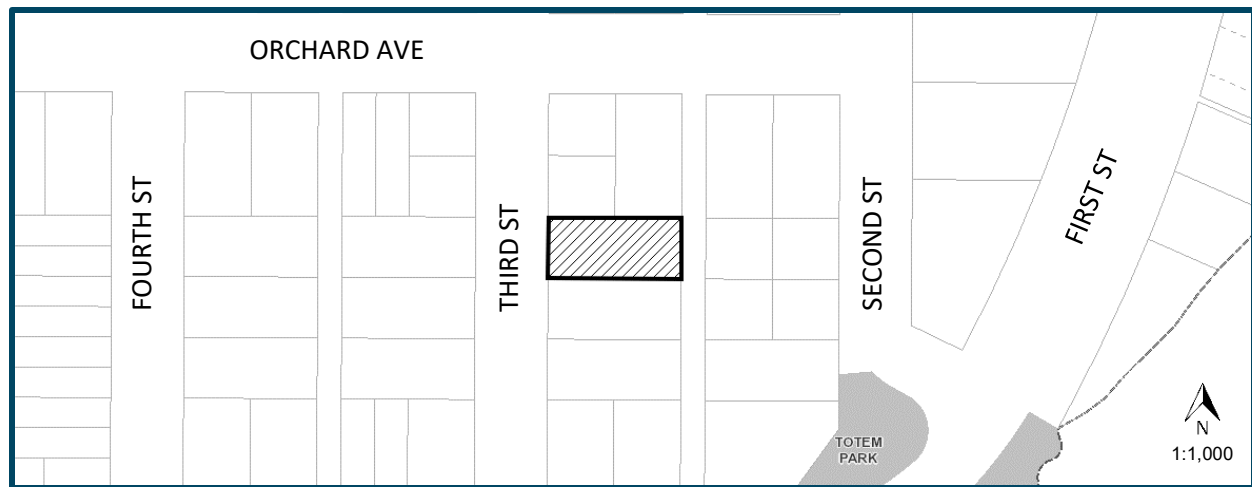 ORCHARD AVE
FOURTH ST
THIRD ST
SECOND ST
FIRST ST
TOTEM
PARK
N
1:1,000